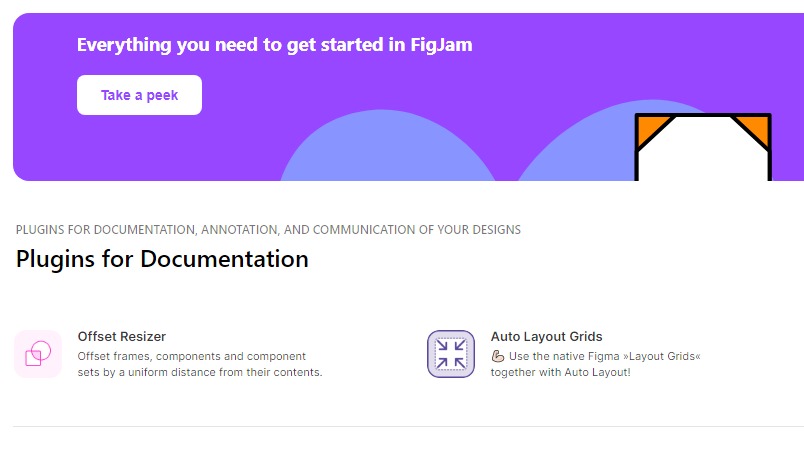 Everything you need to get started in FigJam
Take a peek
PLUGINS FOR DOCUMENTATION, ANNOTATION, AND COMMUNICATION OF YOUR DESIGNS
Plugins for Documentation
Offset Resizer
Offset frames, components and component
sets by a uniform distance from their contents.
Auto Layout Grids
💪🏻 Use the native Figma »Layout Grids«
together with Auto Layout!